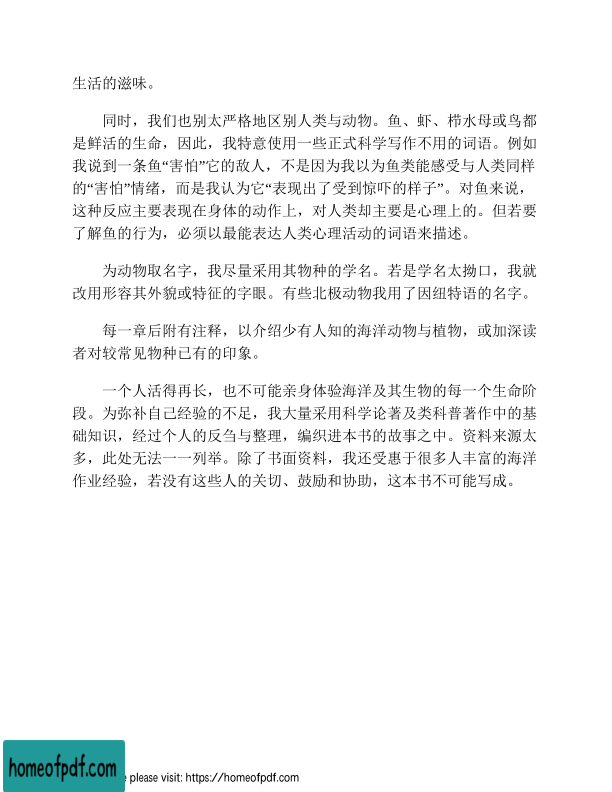 生活的滋味。
同时，我们也别太严格地区别人类与动物。鱼、虾、栉水母或鸟都
是鲜活的生命，因此，我特意使用一些正式科学写作不用的词语。例如
我说到一条鱼“害怕”它的敌人，不是因为我以为鱼类能感受与人类同样
的“害怕”情绪，而是我认为它“表现出了受到惊吓的样子”。对鱼来说，
这种反应主要表现在身体的动作上，对人类却主要是心理上的。但若要
了解鱼的行为，必须以最能表达人类心理活动的词语来描述。
为动物取名字，我尽量采用其物种的学名。若是学名太拗口，我就
改用形容其外貌或特征的字眼。有些北极动物我用了因纽特语的名字。
每一章后附有注释，以介绍少有人知的海洋动物与植物，或加深读
者对较常见物种已有的印象。
一个人活得再长，也不可能亲身体验海洋及其生物的每一个生命阶
段。为弥补自己经验的不足，我大量采用科学论著及类科普著作中的基
础知识，经过个人的反刍与整理，编织进本书的故事之中。资料来源太
多，此处无法一一列举。除了书面资料，我还受惠于很多人丰富的海洋
作业经验，若没有这些人的关切、鼓励和协助，这本书不可能写成。
homeofpdf.com
e please visit: https://homeofpdf.com